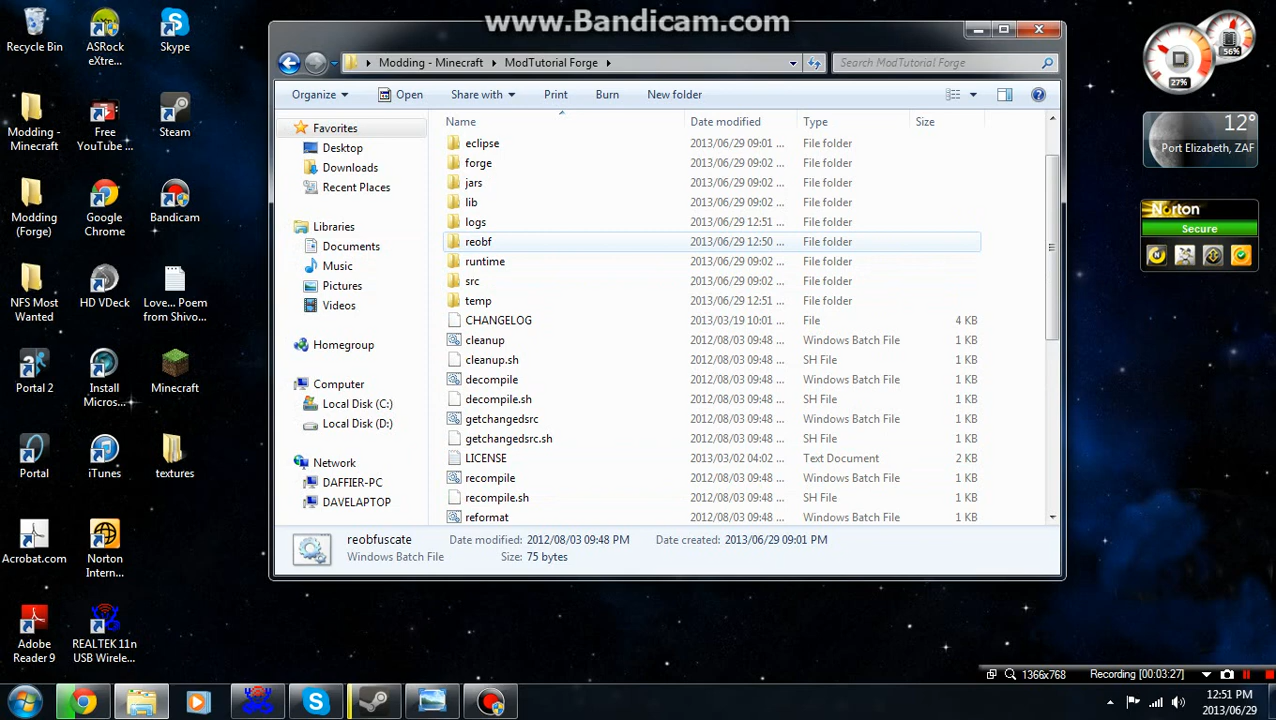 www.Bandicam.com
Recycle Bin
ASRock eXtre...
Skype
Modding - Minecraft
Free YouTube ...
Steam
Modding (Forge)
Google Chrome
Bandicam
NFS Most Wanted
HD VDeck
Love... Poem from Shivo...
Portal 2
Install Micros...
Minecraft
Portal
iTunes
textures
Acrobat.com
Norton Intern...
Adobe Reader 9
REALTEK 11n USB Wirele...
Modding - Minecraft
ModTutorial Forge
Search ModTutorial Forge
Organize
Open
Share with
Print
Burn
New folder
Favorites
Desktop
Downloads
Recent Places
Libraries
Documents
Music
Pictures
Videos
Homegroup
Computer
Local Disk (C:)
Local Disk (D:)
Network
DAFFIER-PC
DAVELAPTOP
Name Date modified Type Size
eclipse 2013/06/29 09:01 ... File folder
forge 2013/06/29 09:02 ... File folder
jars 2013/06/29 09:02 ... File folder
lib 2013/06/29 09:02 ... File folder
logs 2013/06/29 12:51 ... File folder
reobf 2013/06/29 12:50 ... File folder
runtime 2013/06/29 09:02 ... File folder
src 2013/06/29 09:02 ... File folder
temp 2013/06/29 12:51 ... File folder
CHANGELOG 2013/03/19 10:01 ... File 4 KB
cleanup 2012/08/03 09:48 ... Windows Batch File 1 KB
cleanup.sh 2012/08/03 09:48 ... SH File 1 KB
decompile 2012/08/03 09:48 ... Windows Batch File 1 KB
decompile.sh 2012/08/03 09:48 ... SH File 1 KB
getchangedsrc 2012/08/03 09:48 ... Windows Batch File 1 KB
getchangedsrc.sh 2012/08/03 09:48 ... SH File 1 KB
LICENSE 2013/03/02 04:02 ... Text Document 2 KB
recompile 2012/08/03 09:48 ... Windows Batch File 1 KB
recompile.sh 2012/08/03 09:48 ... SH File 1 KB
reformat 2012/08/03 09:48 ... Windows Batch File 1 KB
reobfuscate Date modified: 2012/08/03 09:48 PM Date created: 2013/06/29 09:01 PM
Windows Batch File Size: 75 bytes
56%
27%
12°
Port Elizabeth, ZAF
Norton
Secure
1366x768 Recording [00:03:27]
12:51 PM
2013/06/29